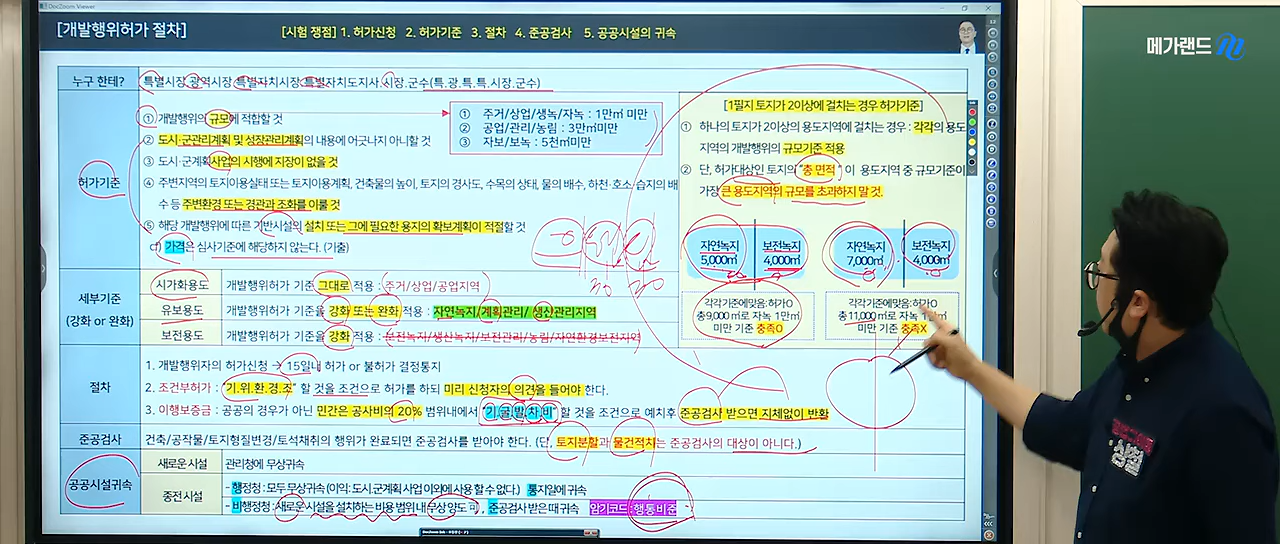 DocZoom Viewer
[개발행위허가 절차]
[시험 쟁점] 1. 허가신청 2. 허가기준 3. 절차 4. 준공검사 5. 공공시설의 귀속
메가랜드
누구 한테?
특별시장.광역시장.특별자치시장.특별자치도지사.시장.군수(특.광.특.특.시장.군수)
허가기준
① 개발행위의 규모에 적합할 것
② 도시·군관리계획 및 성장관리계획의 내용에 어긋나지 아니할 것
③ 도시·군계획사업의 시행에 지장이 없을 것
④ 주변지역의 토지이용실태 또는 토지이용계획, 건축물의 높이, 토지의 경사도, 수목의 상태, 물의 배수, 하천·호소·습지의 배
수 등 주변환경 또는 경관과 조화를 이룰 것
⑤ 해당 개발행위에 따른 기반시설의 설치 또는 그에 필요한 용지의 확보계획이 적절할 것
가격은 심사기준에 해당하지 않는다. (기출)
① 주거/상업/생녹/자녹 : 1만㎡ 미만
② 공업/관리/농림 : 3만㎡미만
③ 자보/보녹 : 5천㎡미만
[1필지 토지가 2이상에 걸치는 경우 허가기준]
① 하나의 토지가 2이상의 용도지역에 걸치는 경우 : 각각의 용도
지역의 개발행위의 규모기준 적용
② 단, 허가대상인 토지의 "총 면적" 이 용도지역 중 규모기준이
가장 큰 용도지역의 규모를 초과하지 말 것.
자연녹지 5,000㎡
보전녹지 4,000㎡
자연녹지 7,000㎡
보전녹지 4,000㎡
각각기준에맞음:허가O
총9,000㎡로 자녹 1만㎡
미만 기준 충족O
각각기준에맞음:허가O
총 11,000㎡로 자녹
미만 기준 충족X
세부기준
(강화 or 완화)
시가화용도
개발행위허가 기준 그대로 적용 : 주거/상업/공업지역
유보용도
개발행위허가 기준을 강화 또는 완화 적용 : 자연녹지/계획관리/ 생산관리지역
보전용도
개발행위허가 기준을 강화 적용 : 보전녹지/생산녹지/보전관리/농림/자연환경보전지역
절차
1. 개발행위자의 허가신청 → 15일내 허가 or 불허가 결정통지
2. 조건부허가 : "기.위.환.경.조" 할 것을 조건으로 허가를 하되 미리 신청자의 의견을 들어야 한다.
3. 이행보증금 : 공공의 경우가 아닌 민간은 공사비의 20% 범위내에서 "기,굴,발,차,비" 할 것을 조건으로 예치후 준공검사 받으면 지체없이 반환
준공검사
건축/공작물/토지형질변경/토석채취의 행위가 완료되면 준공검사를 받아야 한다. (단, 토지분할과 물건적치는 준공검사의 대상이 아니다.)
공공시설귀속
새로운 시설
관리청에 무상귀속
종전 시설
- 행정청 : 모두 무상귀속 (이익: 도시.군계획 사업 이외에 사용 할 수 없다.) 통지일에 귀속
- 비행정청 : 새로운시설을 설치하는 비용 범위 내 무상 양도 可, 준공검사 받은 때 귀속
암기코드:행통비준